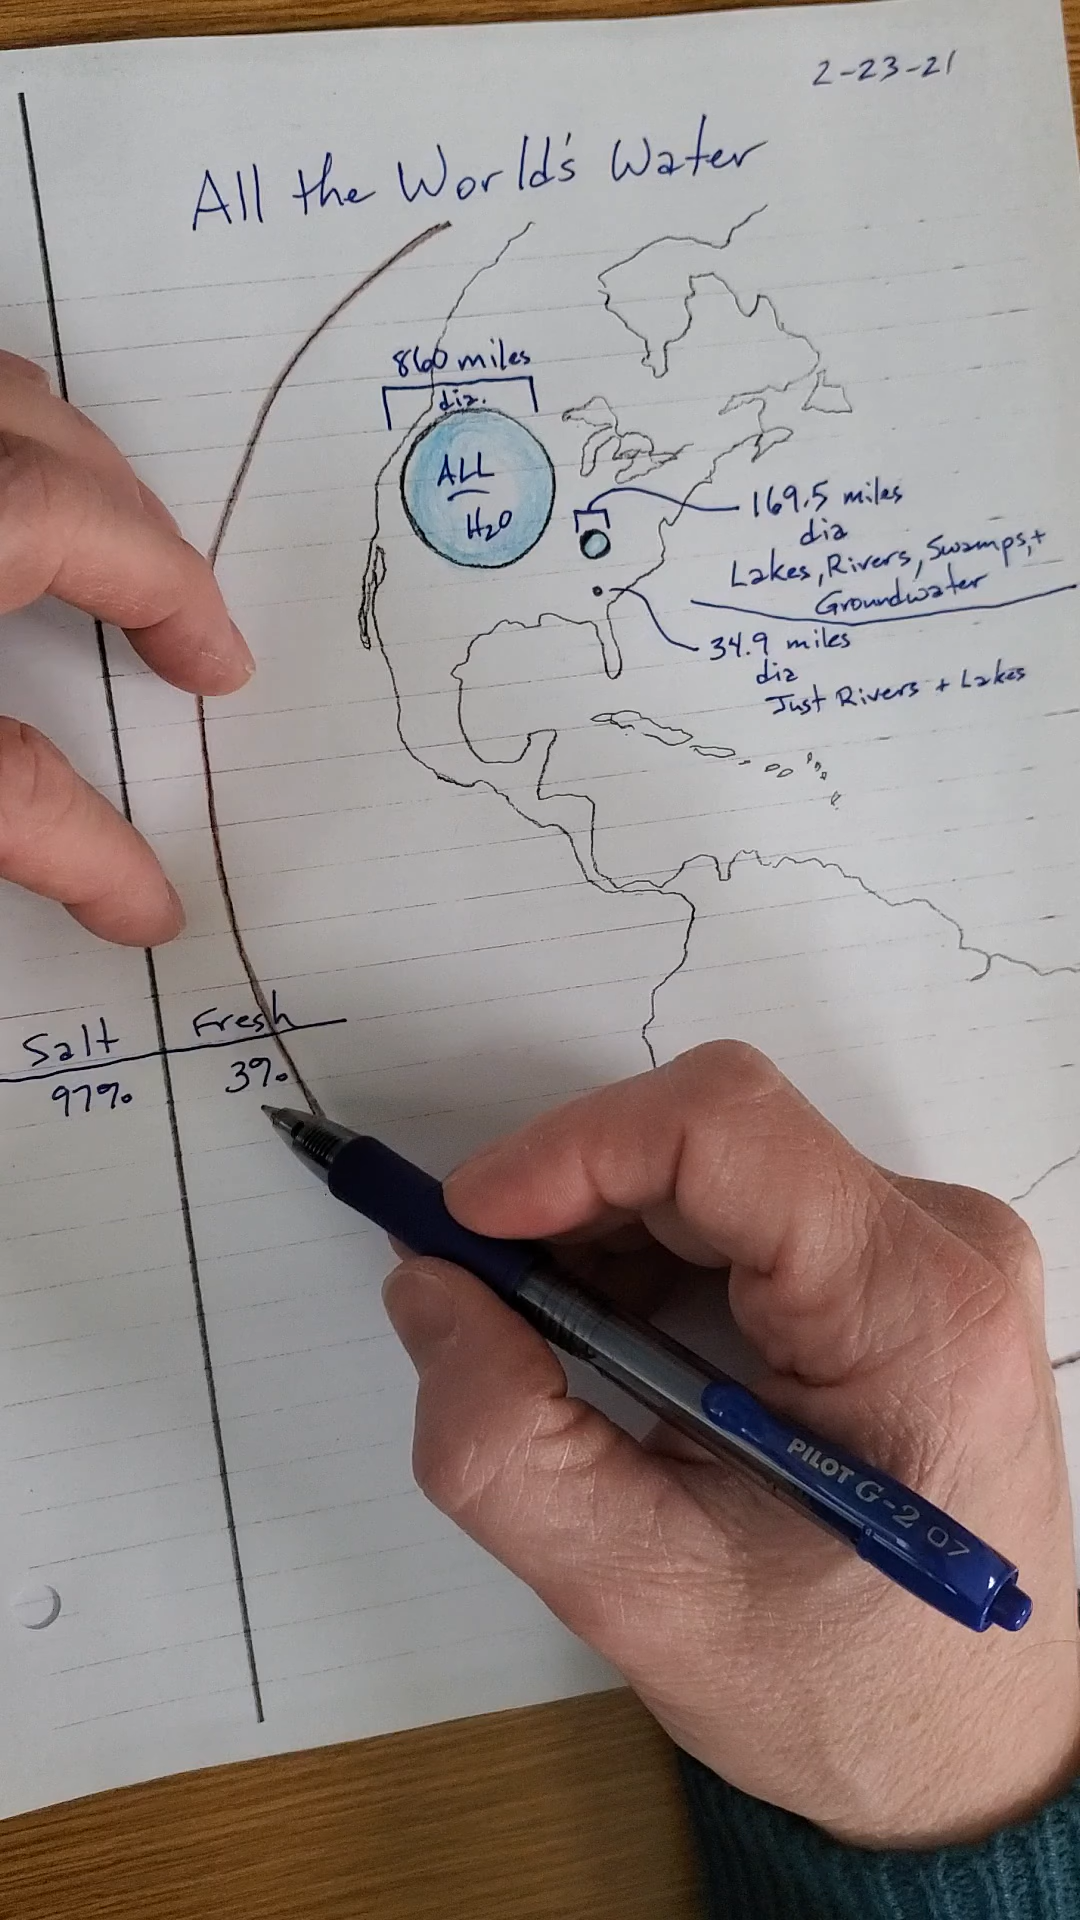 2-23-21
All the World's Water
860 miles
dia.
ALL
H2O
169.5 miles
dia
Lakes, Rivers, Swamps, +
Groundwater
34.9 miles
dia
Just Rivers + Lakes
Salt Fresh
97% 3%
PILOT G-2 07